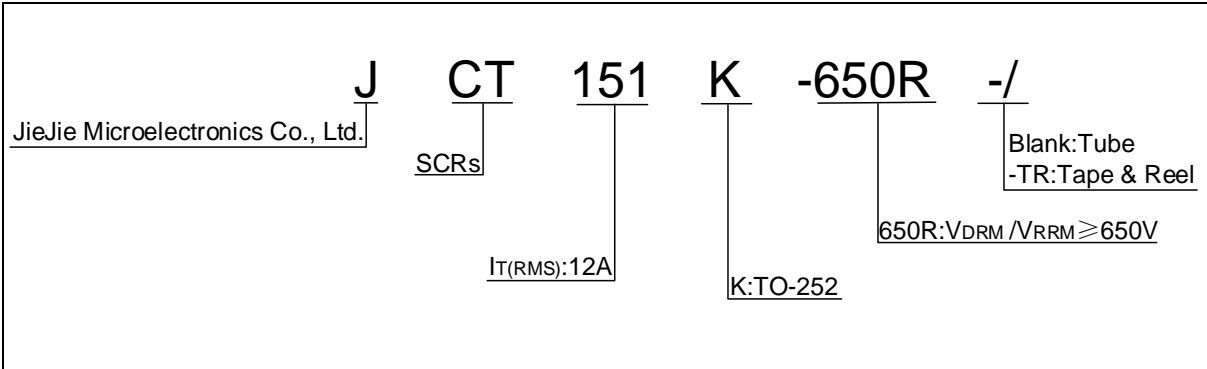 J CT 151 K -650R -/
JieJie Microelectronics Co., Ltd.
SCRs
Blank:Tube
-TR:Tape & Reel
650R:VDRM /VRRM≥650V
IT(RMS):12A
K:TO-252